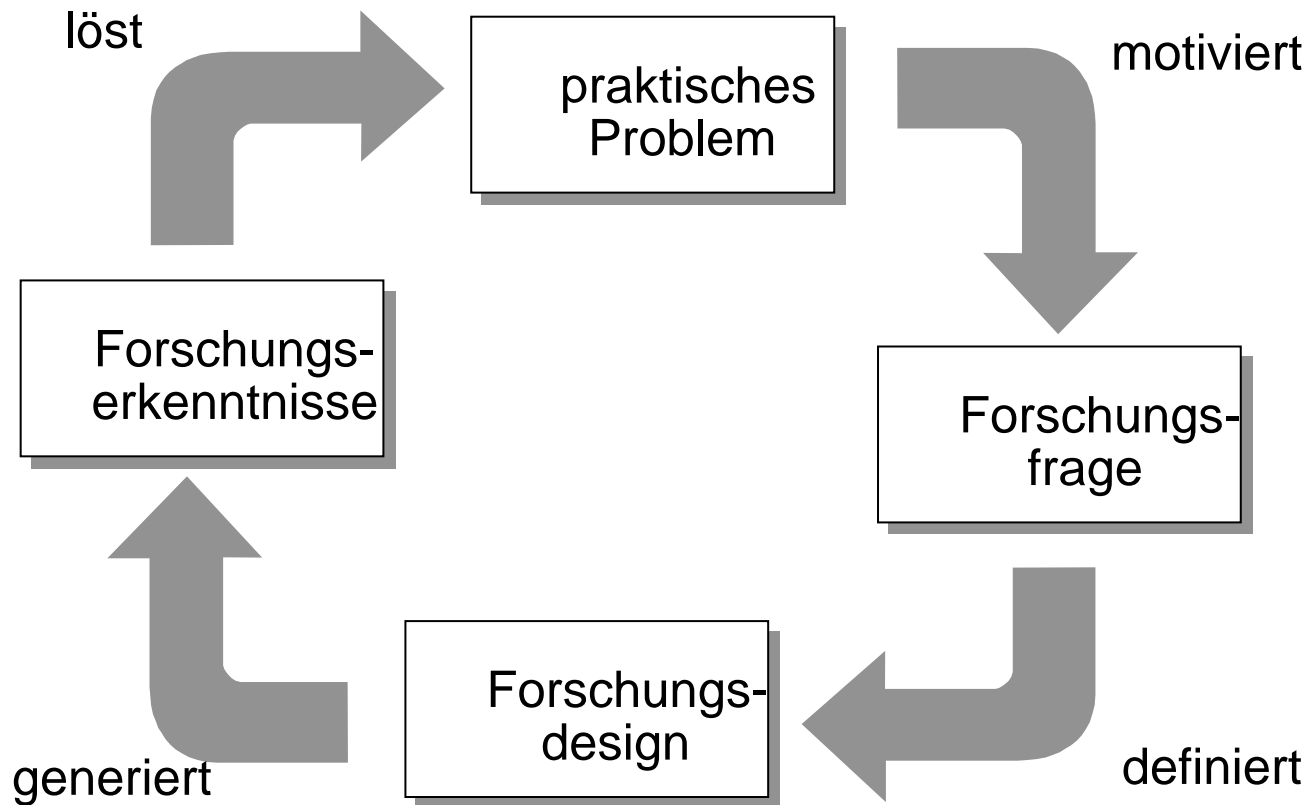 löst
praktisches
Problem
motiviert
Forschungs-
erkenntnisse
Forschungs-
frage
Forschungs-
design
generiert
definiert